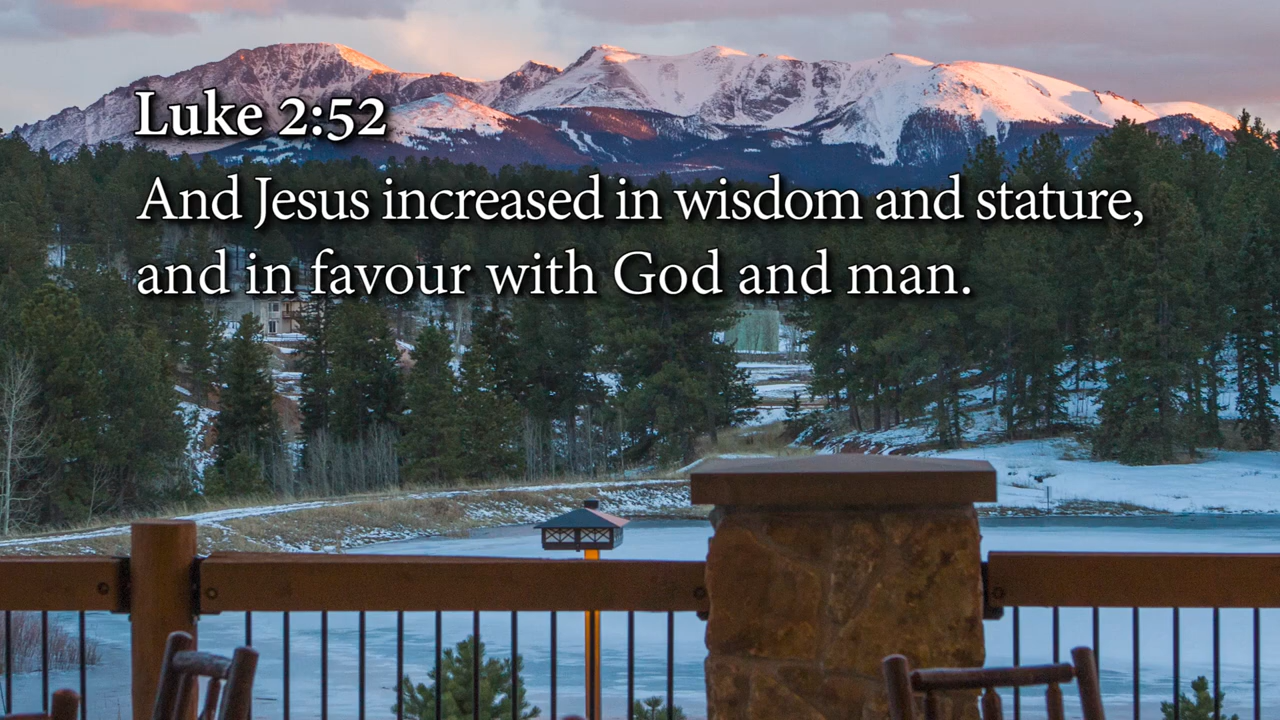 Luke 2:52
And Jesus increased in wisdom and stature,
and in favour with God and man.